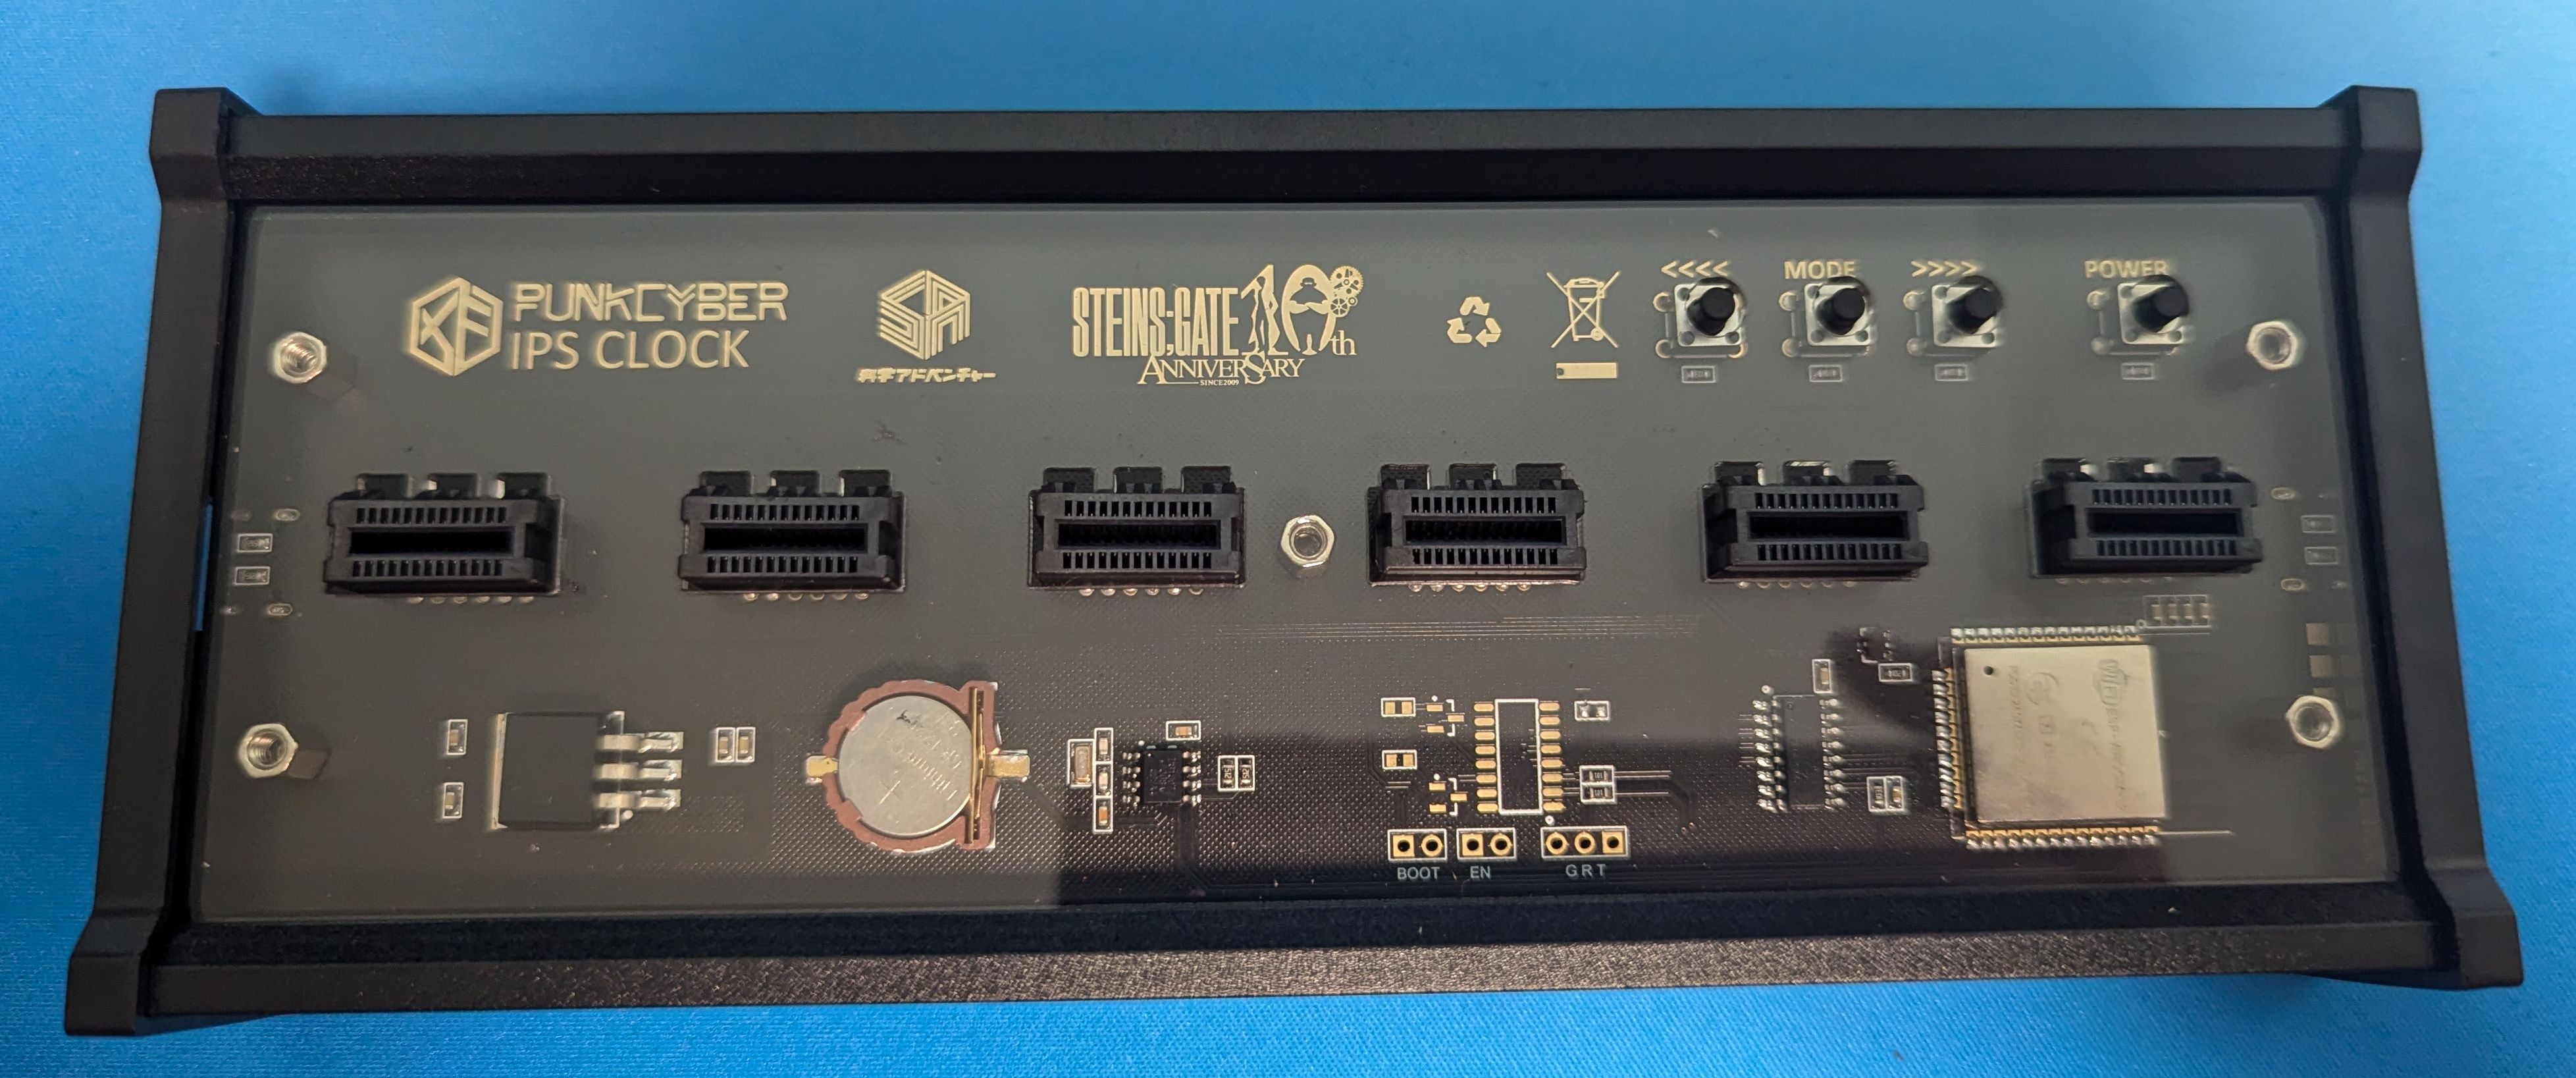 PUNKCYBER
IPS CLOCK
科学アドベンチャー
STEINS;GATE 10th
ANNIVERSARY
SINCE2009
<<<<
MODE
>>>>
POWER
BOOT
EN
G R T